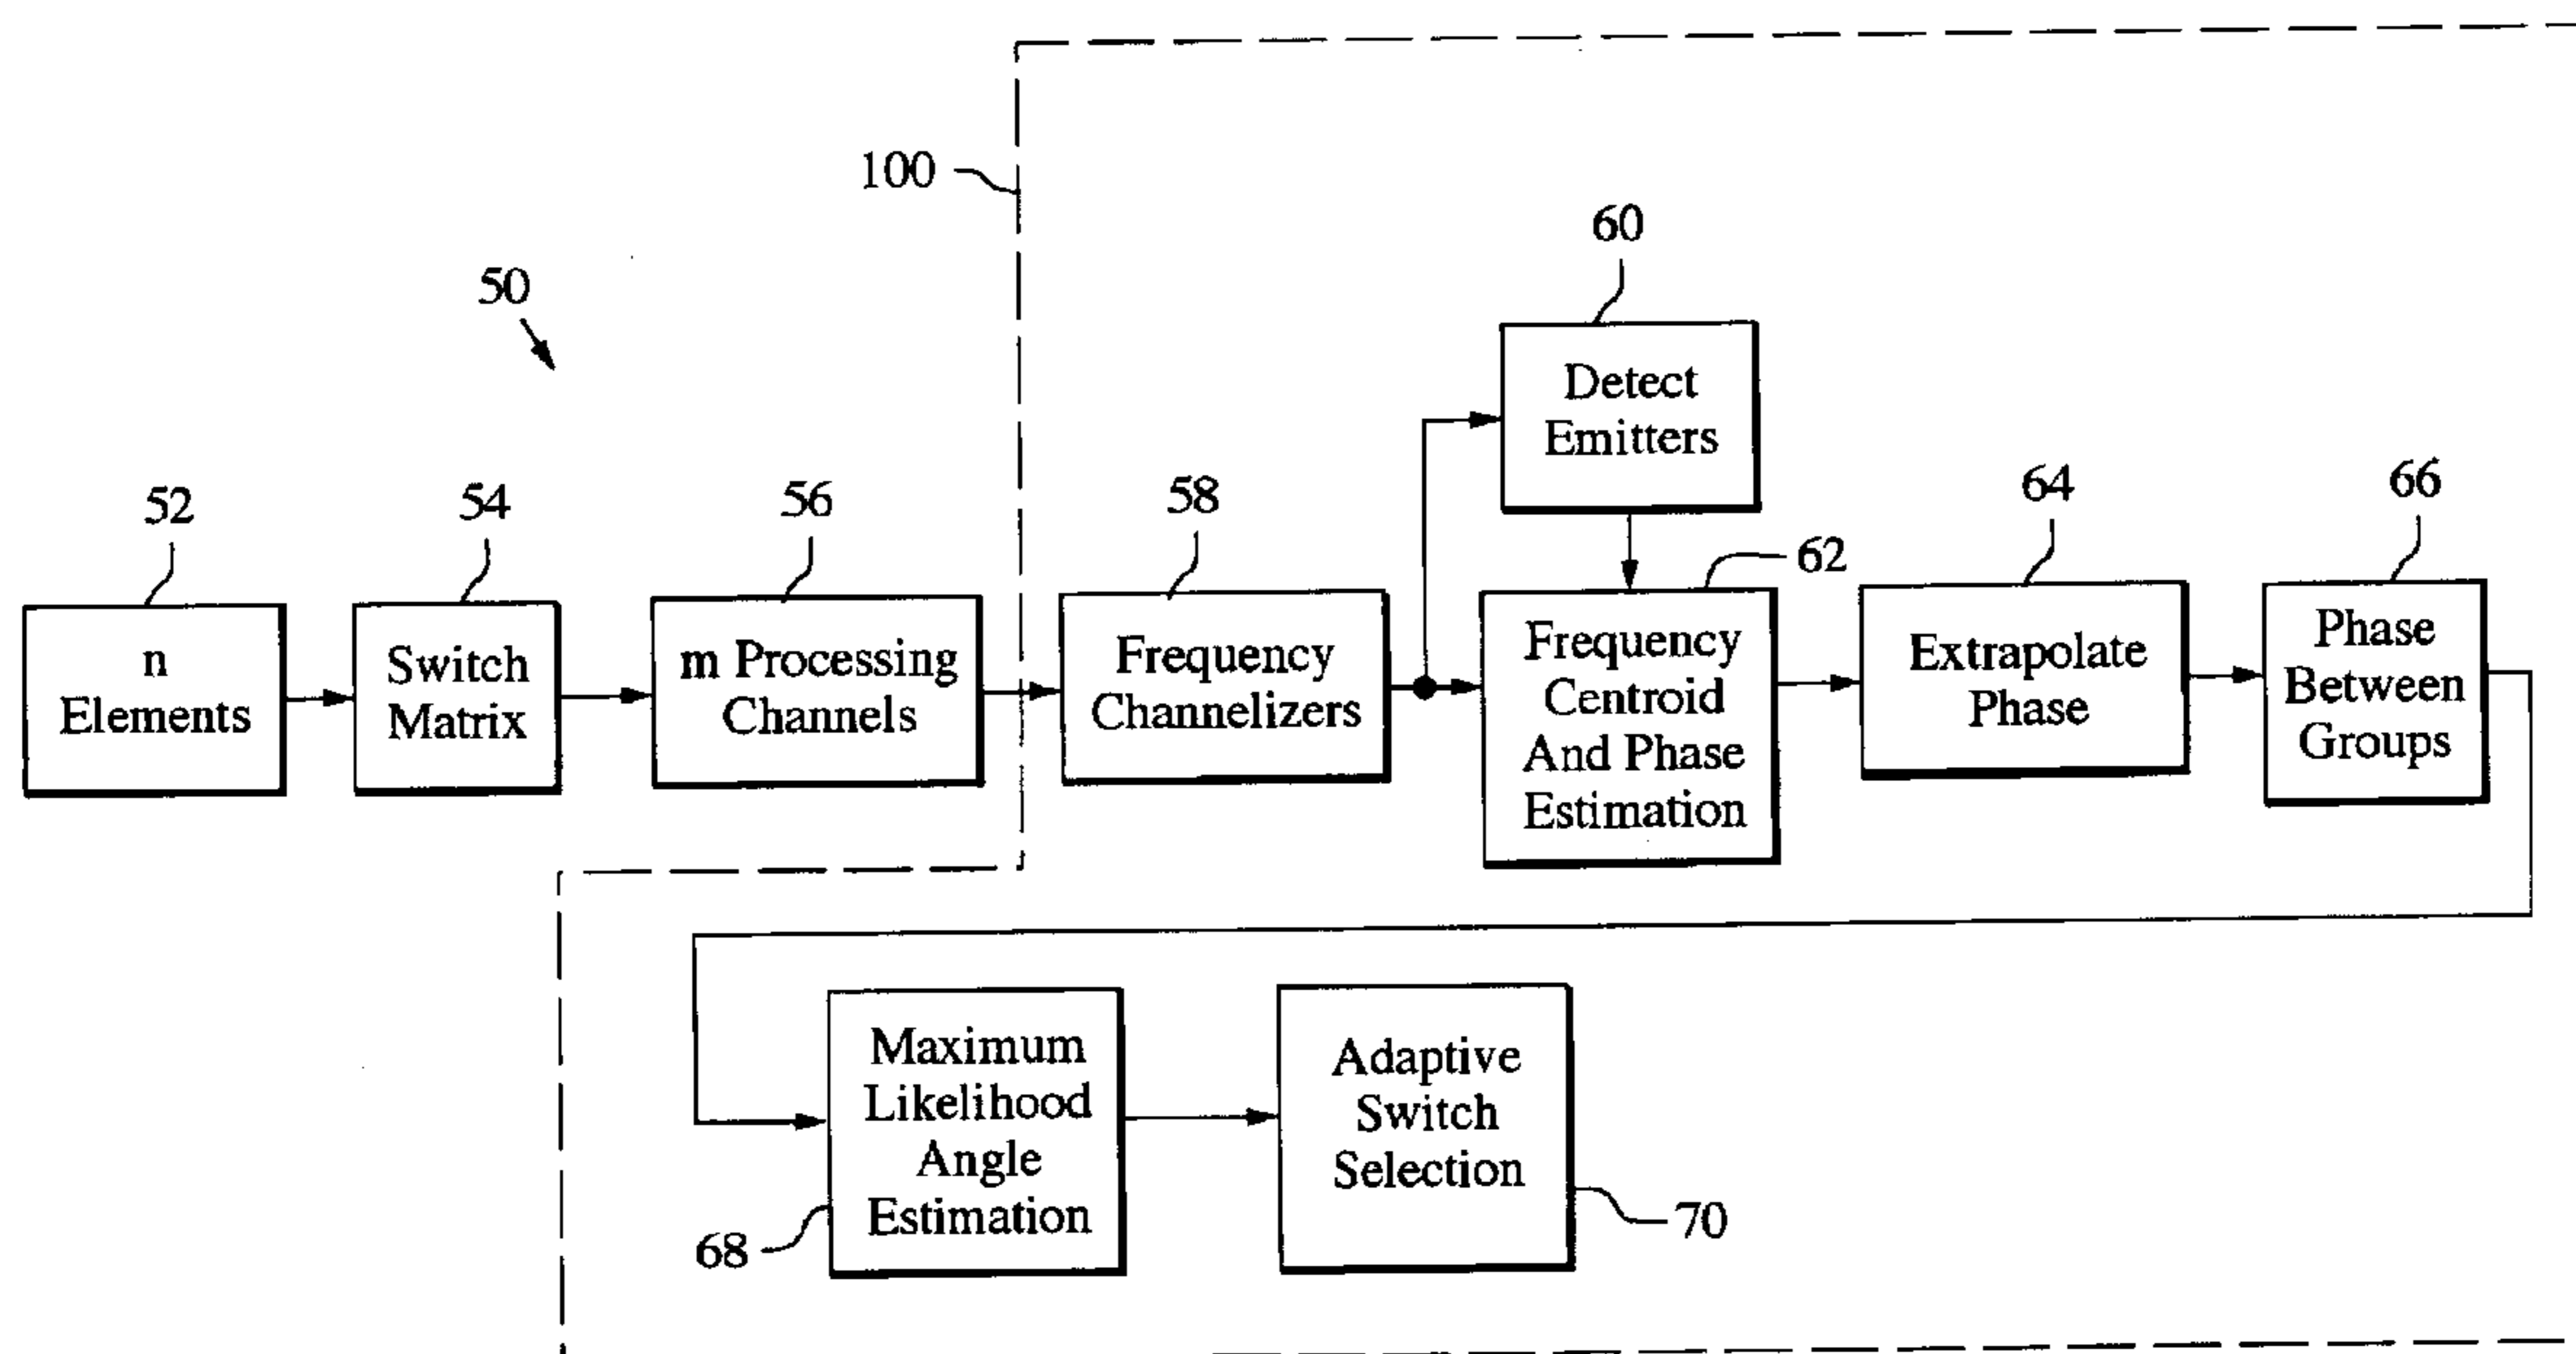 100
50
60
Detect
Emitters
52
54
56
58
62
64
66
n
Elements
Switch
Matrix
m Processing
Channels
Frequency
Channelizers
Frequency
Centroid
And Phase
Estimation
Extrapolate
Phase
Phase
Between
Groups
Maximum
Likelihood
Angle
Estimation
68
Adaptive
Switch
Selection
70